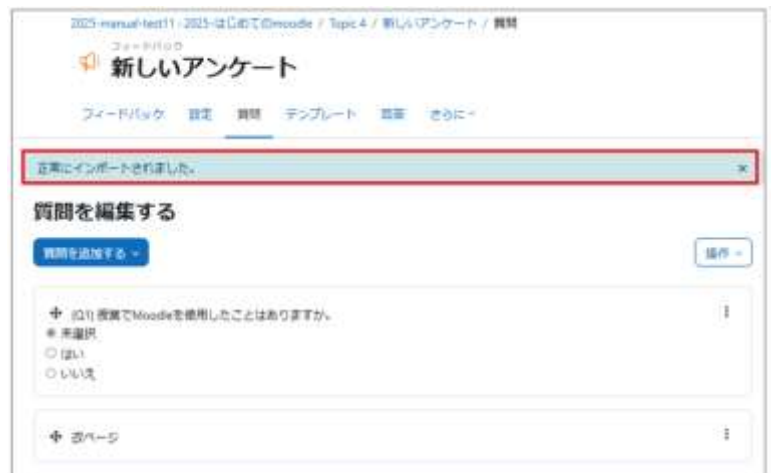 2025-manual-test11 - 2025-はじめてのmoodle / Topic 4 / 新しいアンケート / 質問
フィードバック
新しいアンケート
フィードバック 設定 質問 テンプレート 回答 さらに
正常にインポートされました。 ×
質問を編集する
質問を追加する 操作
(Q1) 授業でMoodleを使用したことはありますか。
未選択
はい
いいえ
改ページ